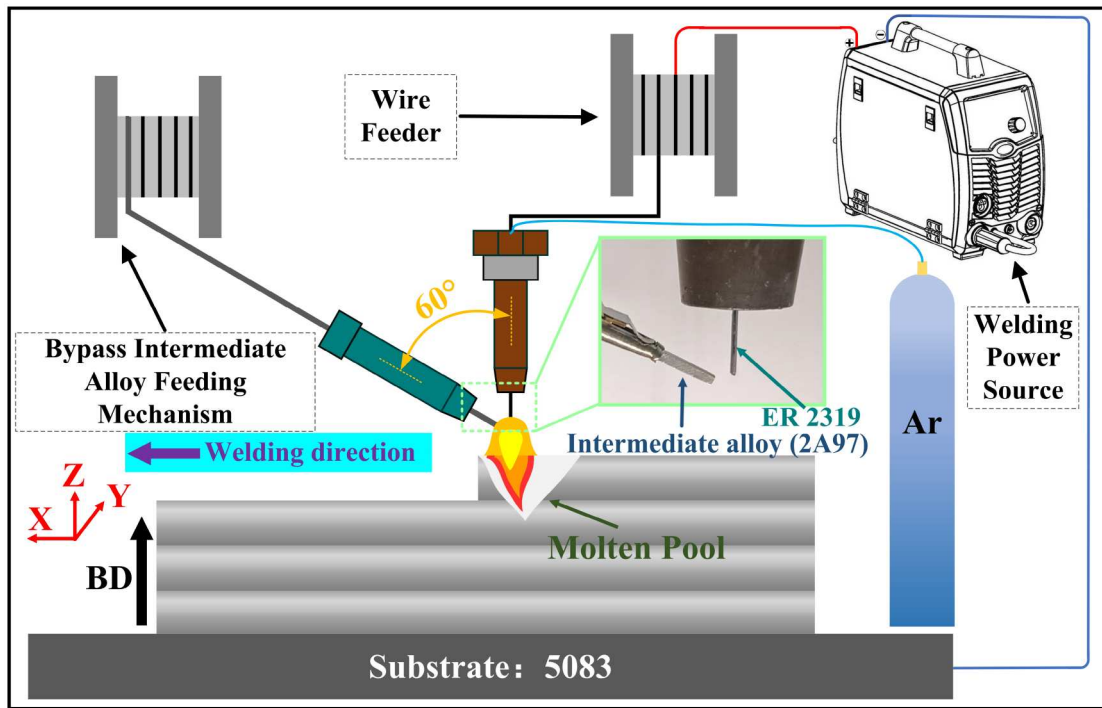 Wire
Feeder
+
⊖
60°
Bypass Intermediate
Alloy Feeding
Mechanism
Welding
Power
Source
ER 2319
Intermediate alloy (2A97)
Ar
Welding direction
Z
Y
X
Molten Pool
BD
Substrate：5083